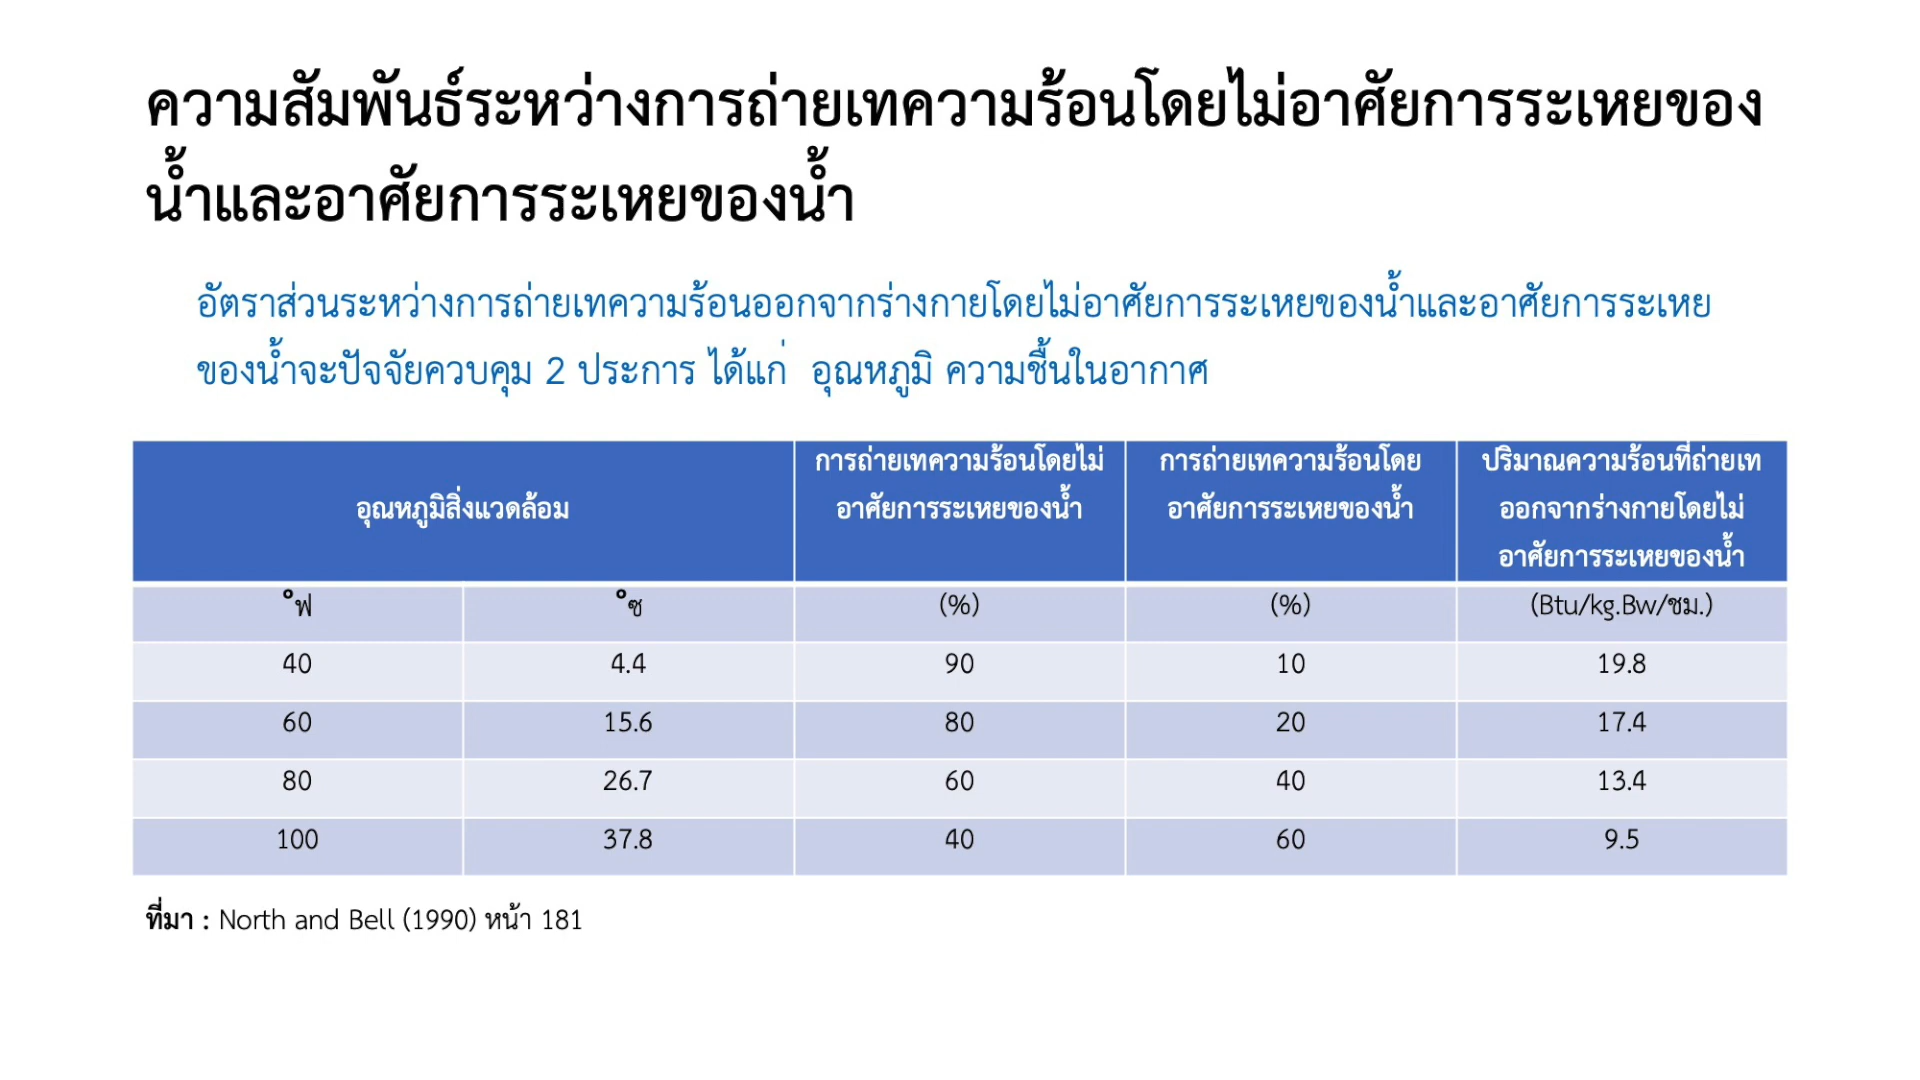 ความสัมพันธ์ระหว่างการถ่ายเทความร้อนโดยไม่อาศัยการระเหยของ
น้ำและอาศัยการระเหยของน้ำ
อัตราส่วนระหว่างการถ่ายเทความร้อนออกจากร่างกายโดยไม่อาศัยการระเหยของน้ำและอาศัยการระเหย
ของน้ำจะปัจจัยควบคุม 2 ประการ ได้แก่ อุณหภูมิ ความชื้นในอากาศ
อุณหภูมิสิ่งแวดล้อม
การถ่ายเทความร้อนโดยไม่
อาศัยการระเหยของน้ำ
การถ่ายเทความร้อนโดย
อาศัยการระเหยของน้ำ
ปริมาณความร้อนที่ถ่ายเท
ออกจากร่างกายโดยไม่
อาศัยการระเหยของน้ำ
°ฟ °ซ (%) (%) (Btu/kg.Bw/ชม.)
40 4.4 90 10 19.8
60 15.6 80 20 17.4
80 26.7 60 40 13.4
100 37.8 40 60 9.5
ที่มา : North and Bell (1990) หน้า 181